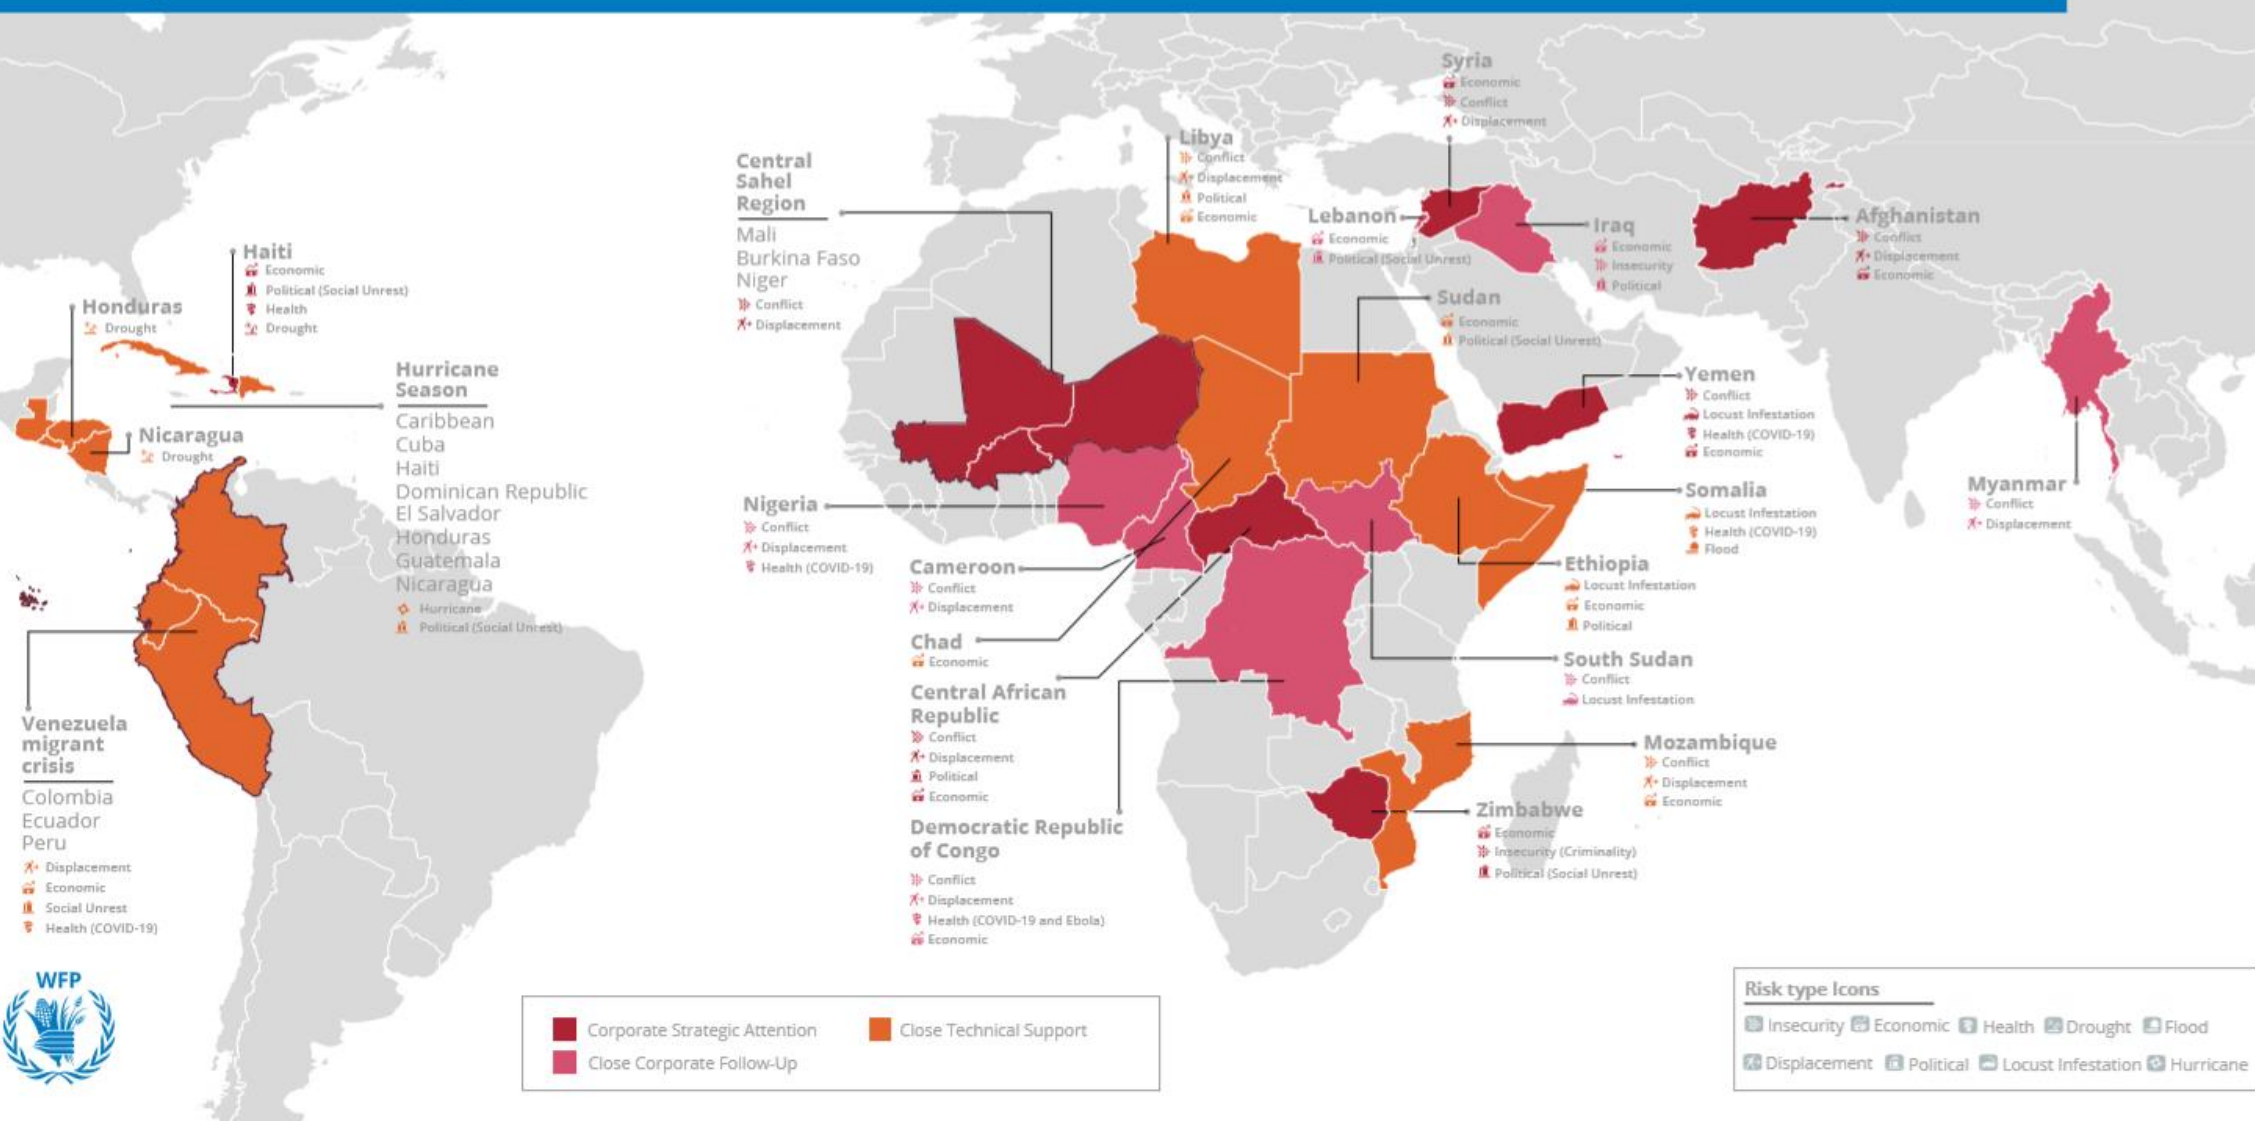 Syria
Economic
Conflict
Displacement
Libya
Conflict
Displacement
Political
Economic
Central
Sahel
Region
Mali
Burkina Faso
Niger
Conflict
Displacement
Lebanon
Economic
Political (Social Unrest)
Iraq
Economic
Insecurity
Political
Afghanistan
Conflict
Displacement
Economic
Haiti
Economic
Political (Social Unrest)
Health
Drought
Honduras
Drought
Sudan
Economic
Political (Social Unrest)
Hurricane
Season
Caribbean
Cuba
Haiti
Dominican Republic
El Salvador
Honduras
Guatemala
Nicaragua
Hurricane
Political (Social Unrest)
Nicaragua
Drought
Yemen
Conflict
Locust Infestation
Health (COVID-19)
Economic
Nigeria
Conflict
Displacement
Health (COVID-19)
Somalia
Locust Infestation
Health (COVID-19)
Flood
Myanmar
Conflict
Displacement
Cameroon
Conflict
Displacement
Ethiopia
Locust Infestation
Economic
Political
Chad
Economic
South Sudan
Conflict
Locust Infestation
Central African
Republic
Conflict
Displacement
Political
Economic
Venezuela
migrant
crisis
Colombia
Ecuador
Peru
Displacement
Economic
Social Unrest
Health (COVID-19)
Mozambique
Conflict
Displacement
Economic
Zimbabwe
Economic
Insecurity (Criminality)
Political (Social Unrest)
Democratic Republic
of Congo
Conflict
Displacement
Health (COVID-19 and Ebola)
Economic
WFP
Corporate Strategic Attention
Close Technical Support
Close Corporate Follow-Up
Risk type Icons
Insecurity Economic Health Drought Flood
Displacement Political Locust Infestation Hurricane